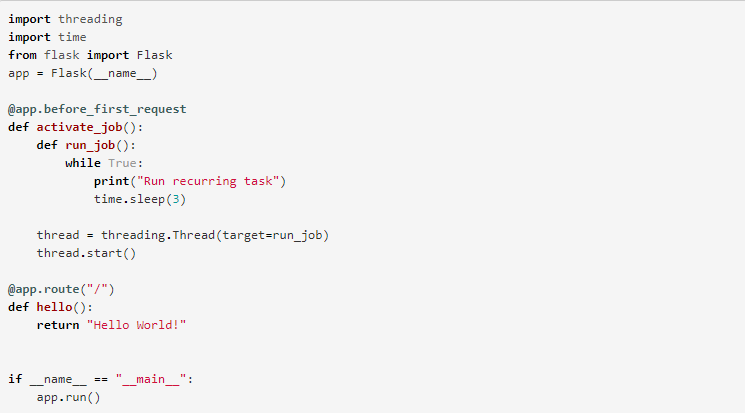 import threading
import time
from flask import Flask
app = Flask(__name__)

@app.before_first_request
def activate_job():
    def run_job():
        while True:
            print("Run recurring task")
            time.sleep(3)

    thread = threading.Thread(target=run_job)
    thread.start()

@app.route("/")
def hello():
    return "Hello World!"


if __name__ == "__main__":
    app.run()